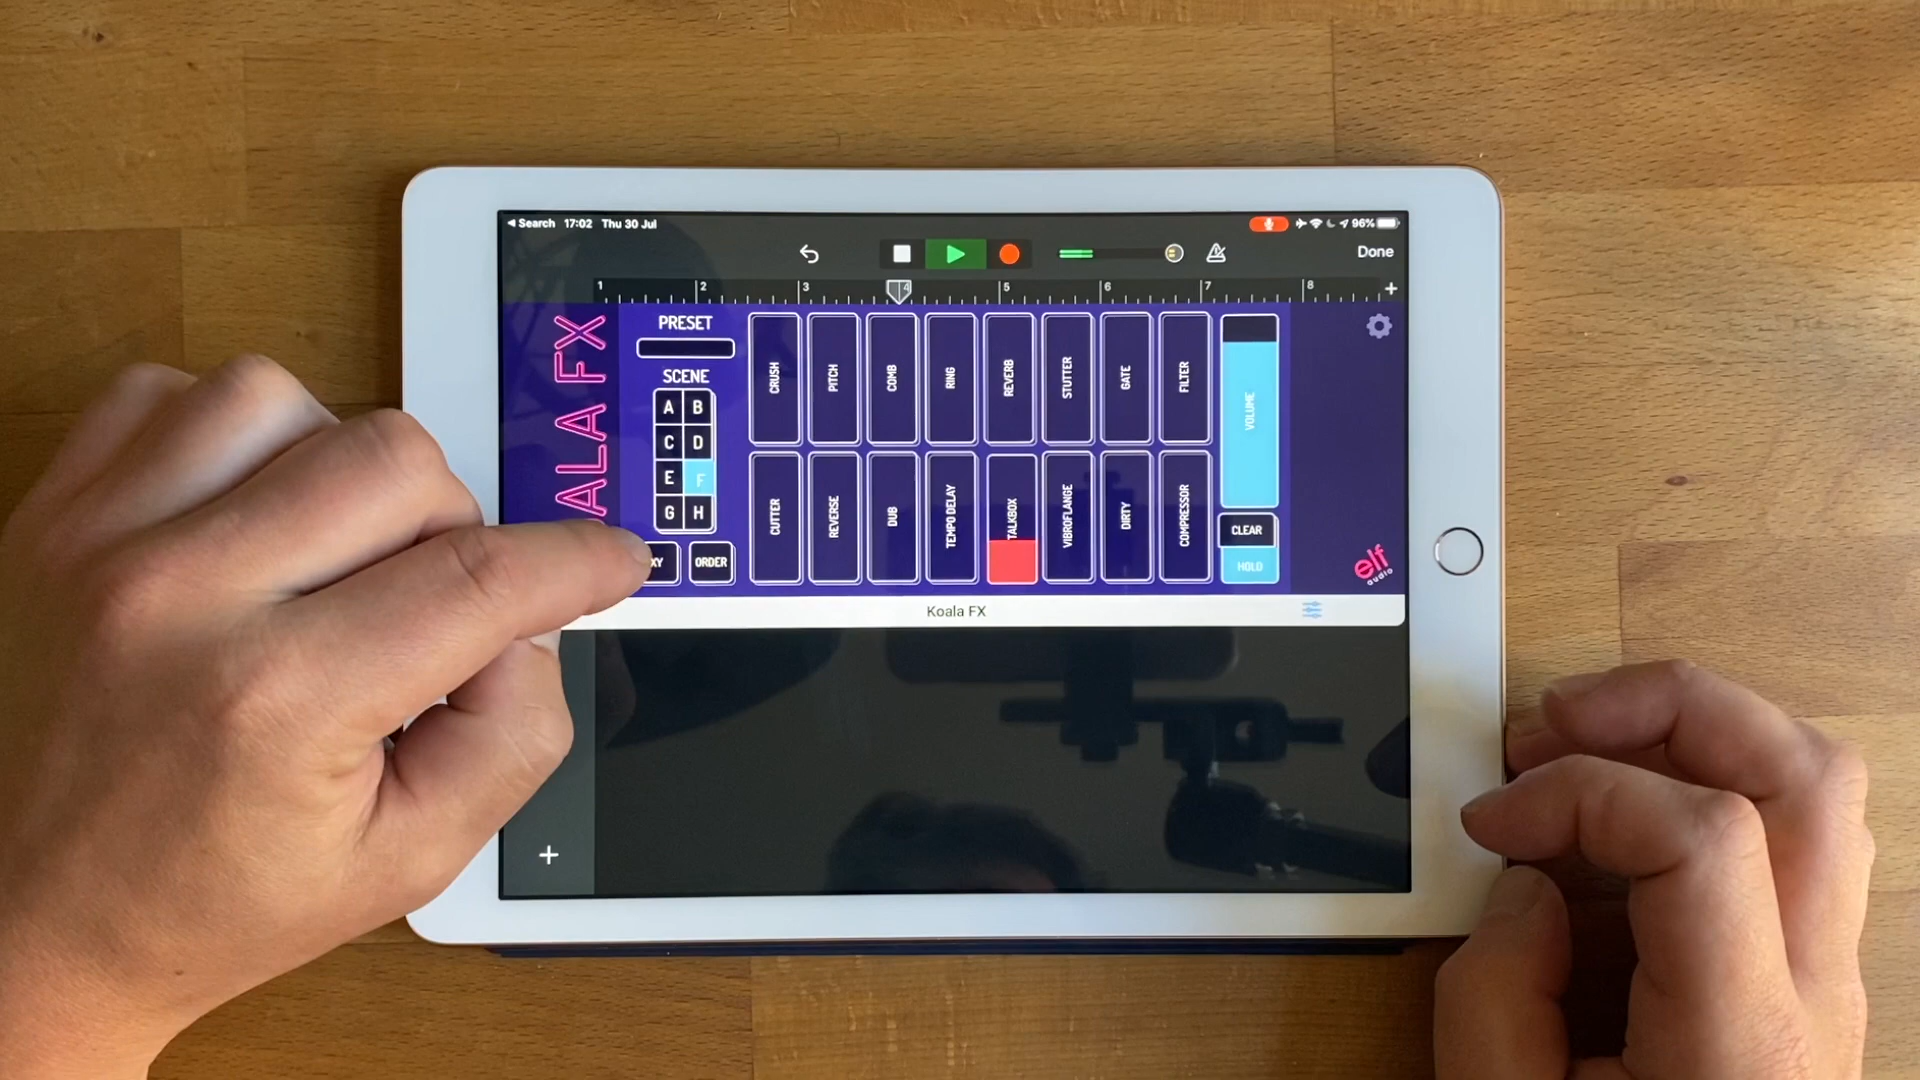 ◀ Search 17:02 Thu 30 Jul
96%
Done
1 2 3 4 5 6 7 8 +
ALA FX
PRESET
SCENE
A B
C D
E F
G H
XY ORDER
CRUSH PITCH COMB RING REVERB STUTTER GATE FILTER
CUTTER REVERSE DUB TEMPO DELAY TALKBOX VIBROFLANGE DIRTY COMPRESSOR
VOLUME
CLEAR
HOLD
elf
audio
Koala FX
+